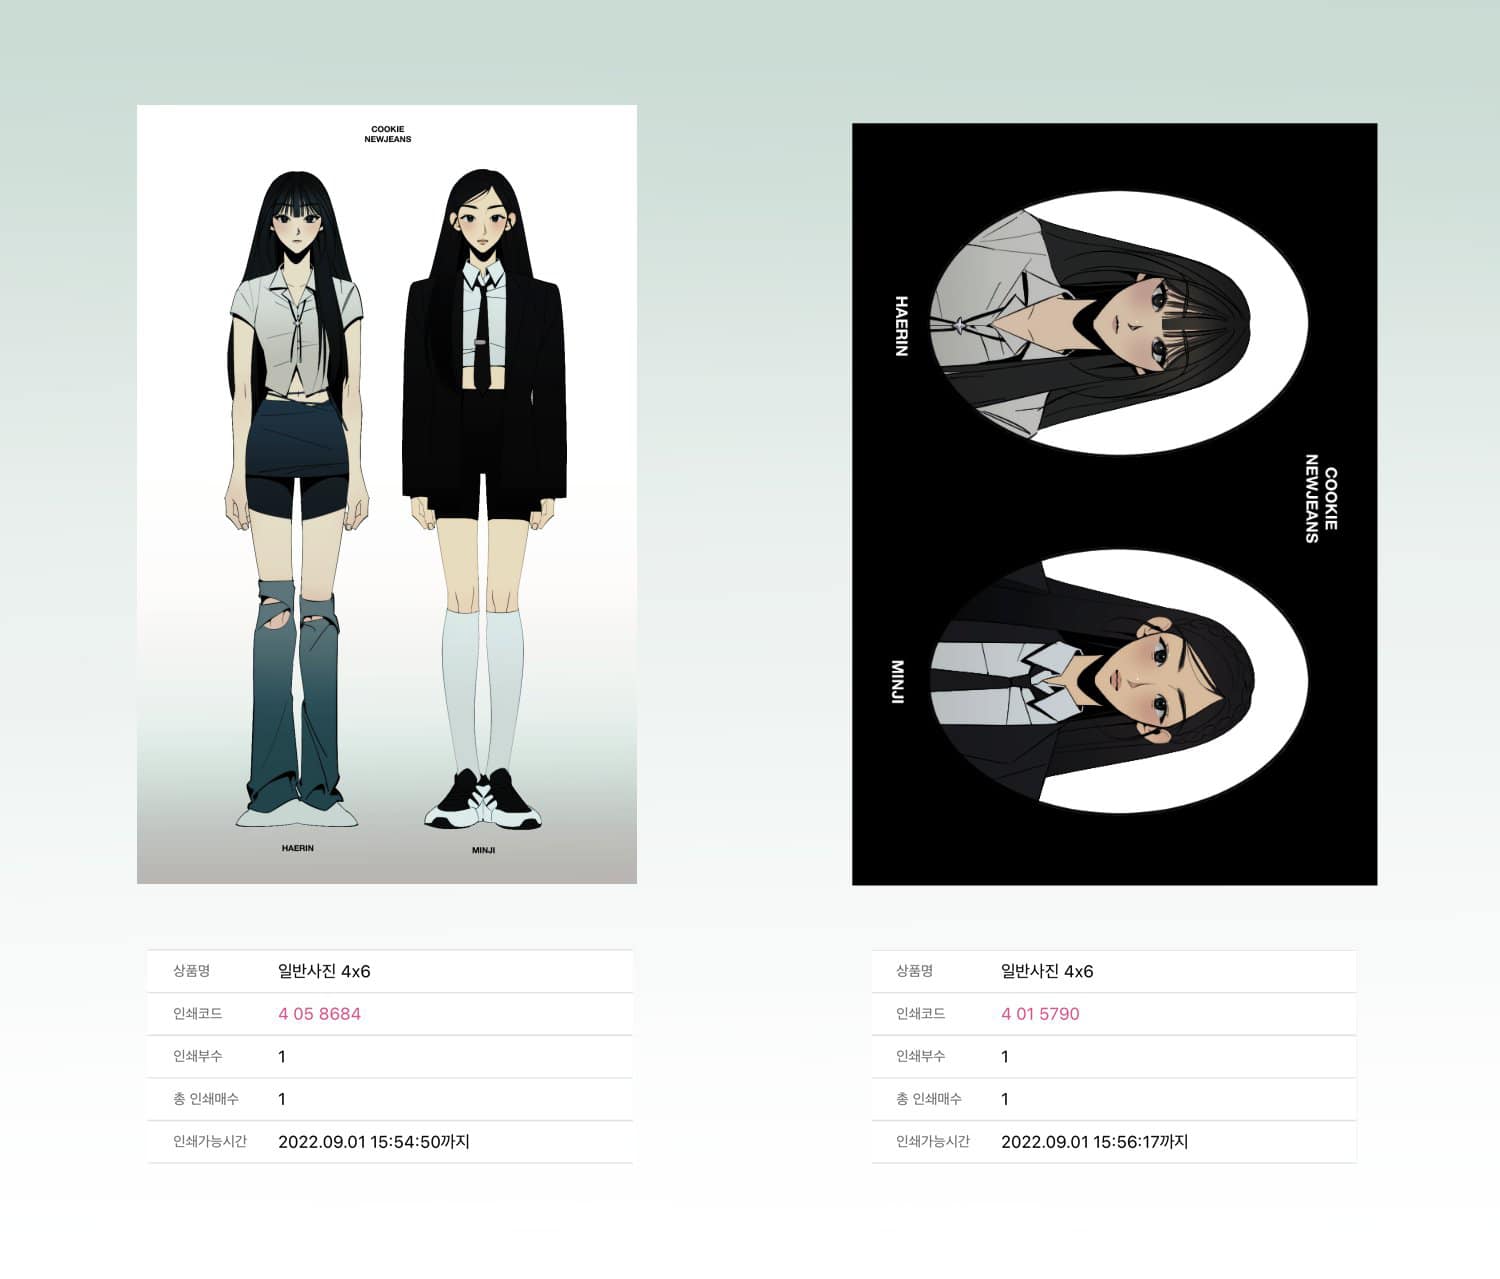 COOKIE
NEWJEANS
HAERIN
MINJI
상품명 일반사진 4x6
인쇄코드 4 05 8684
인쇄부수 1
총 인쇄매수 1
인쇄가능시간 2022.09.01 15:54:50까지
COOKIE
NEWJEANS
HAERIN
MINJI
상품명 일반사진 4x6
인쇄코드 4 01 5790
인쇄부수 1
총 인쇄매수 1
인쇄가능시간 2022.09.01 15:56:17까지